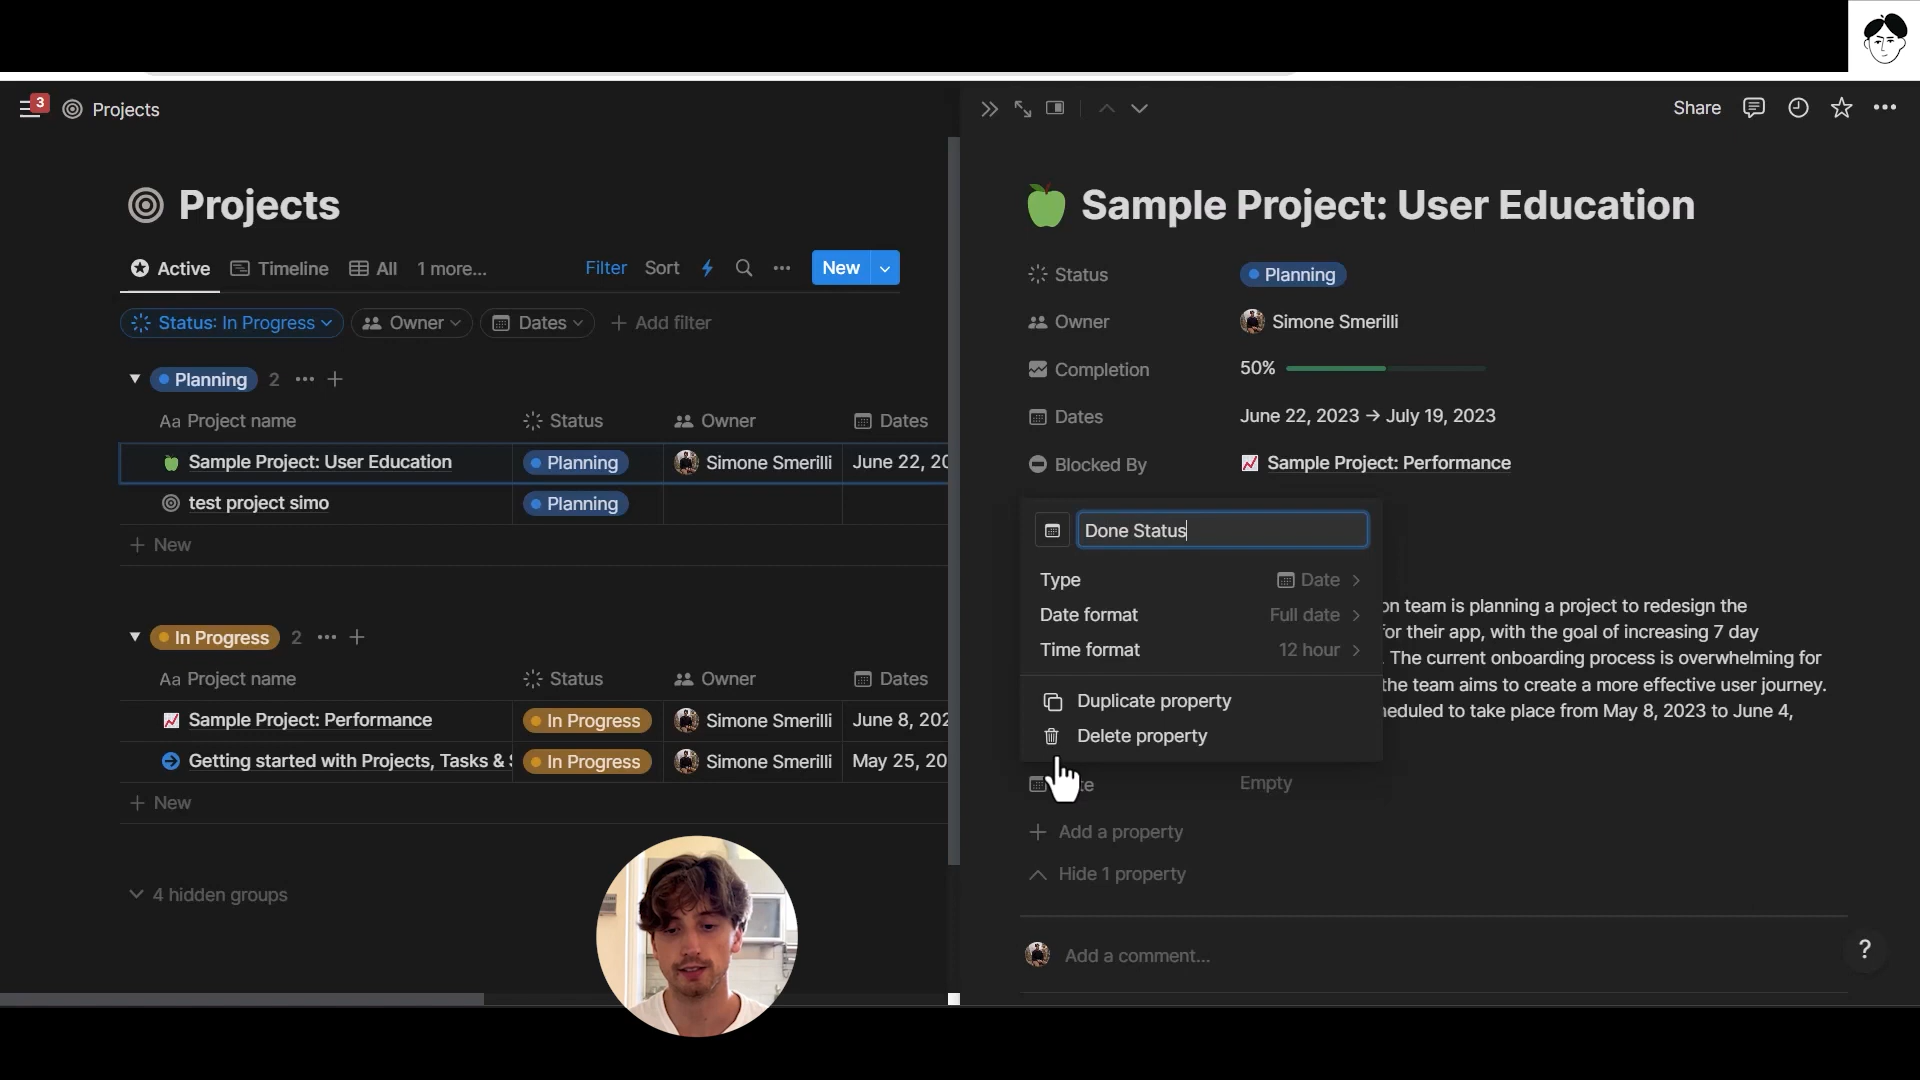 3
Projects
Projects
Active
Timeline
All
1 more...
Filter
Sort
New
Status: In Progress
Owner
Dates
Add filter
Planning
2
Aa Project name
Status
Owner
Dates
Sample Project: User Education
Planning
Simone Smerilli
June 22, 20
test project simo
Planning
New
In Progress
2
Aa Project name
Status
Owner
Dates
Sample Project: Performance
In Progress
Simone Smerilli
June 8, 202
Getting started with Projects, Tasks &
In Progress
Simone Smerilli
May 25, 20
New
4 hidden groups
Share
Sample Project: User Education
Status
Planning
Owner
Simone Smerilli
Completion
50%
Dates
June 22, 2023 → July 19, 2023
Blocked By
Sample Project: Performance
Done Status
Type
Date
Date format
Full date
Time format
12 hour
Duplicate property
Delete property
on team is planning a project to redesign the
for their app, with the goal of increasing 7 day
. The current onboarding process is overwhelming for
the team aims to create a more effective user journey.
heduled to take place from May 8, 2023 to June 4,
Empty
Add a property
Hide 1 property
Add a comment...
?